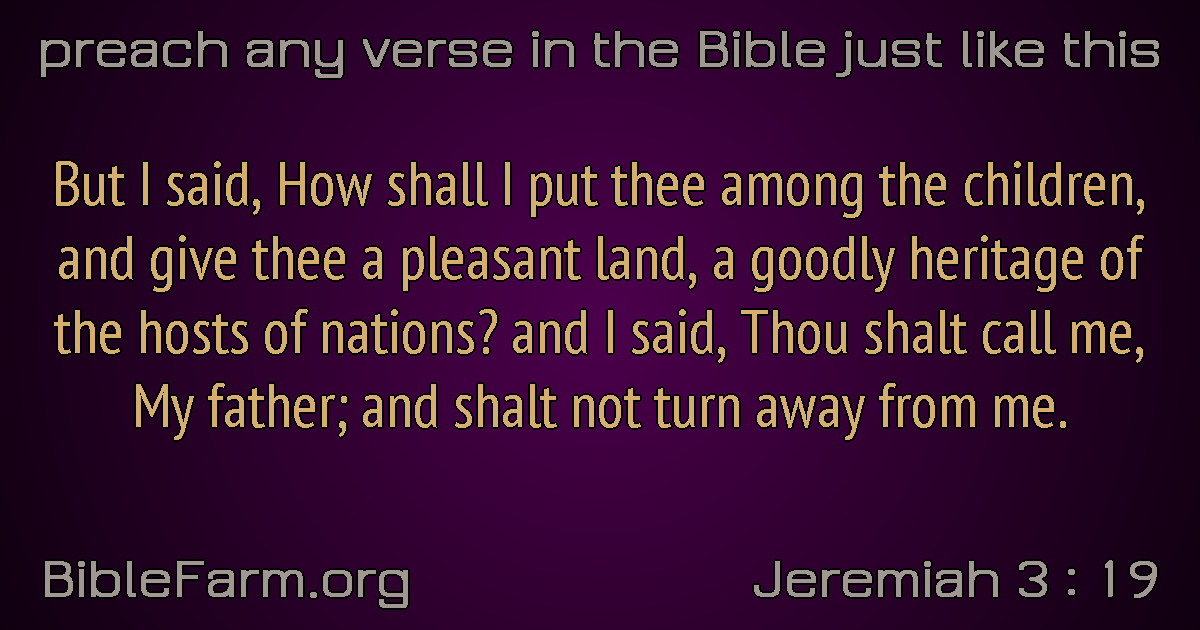 preach any verse in the Bible just like this
But I said, How shall I put thee among the children,
and give thee a pleasant land, a goodly heritage of
the hosts of nations? and I said, Thou shalt call me,
My father; and shalt not turn away from me.
BibleFarm.org
Jeremiah 3 : 19